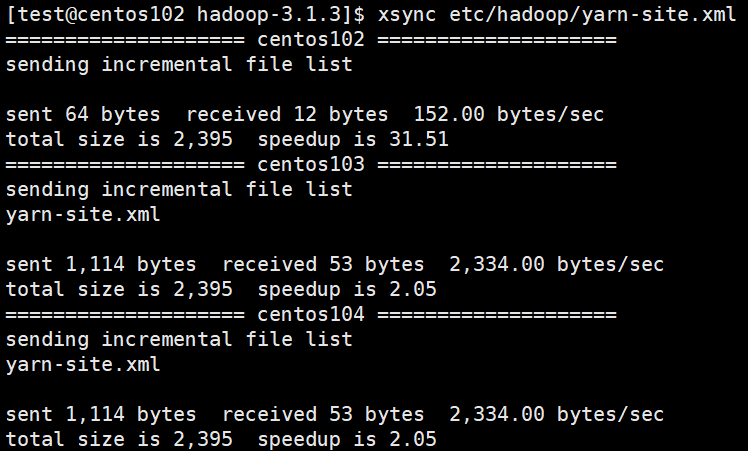 [test@centos102 hadoop-3.1.3]$ xsync etc/hadoop/yarn-site.xml
==================== centos102 ====================
sending incremental file list

sent 64 bytes  received 12 bytes  152.00 bytes/sec
total size is 2,395  speedup is 31.51
==================== centos103 ====================
sending incremental file list
yarn-site.xml

sent 1,114 bytes  received 53 bytes  2,334.00 bytes/sec
total size is 2,395  speedup is 2.05
==================== centos104 ====================
sending incremental file list
yarn-site.xml

sent 1,114 bytes  received 53 bytes  2,334.00 bytes/sec
total size is 2,395  speedup is 2.05